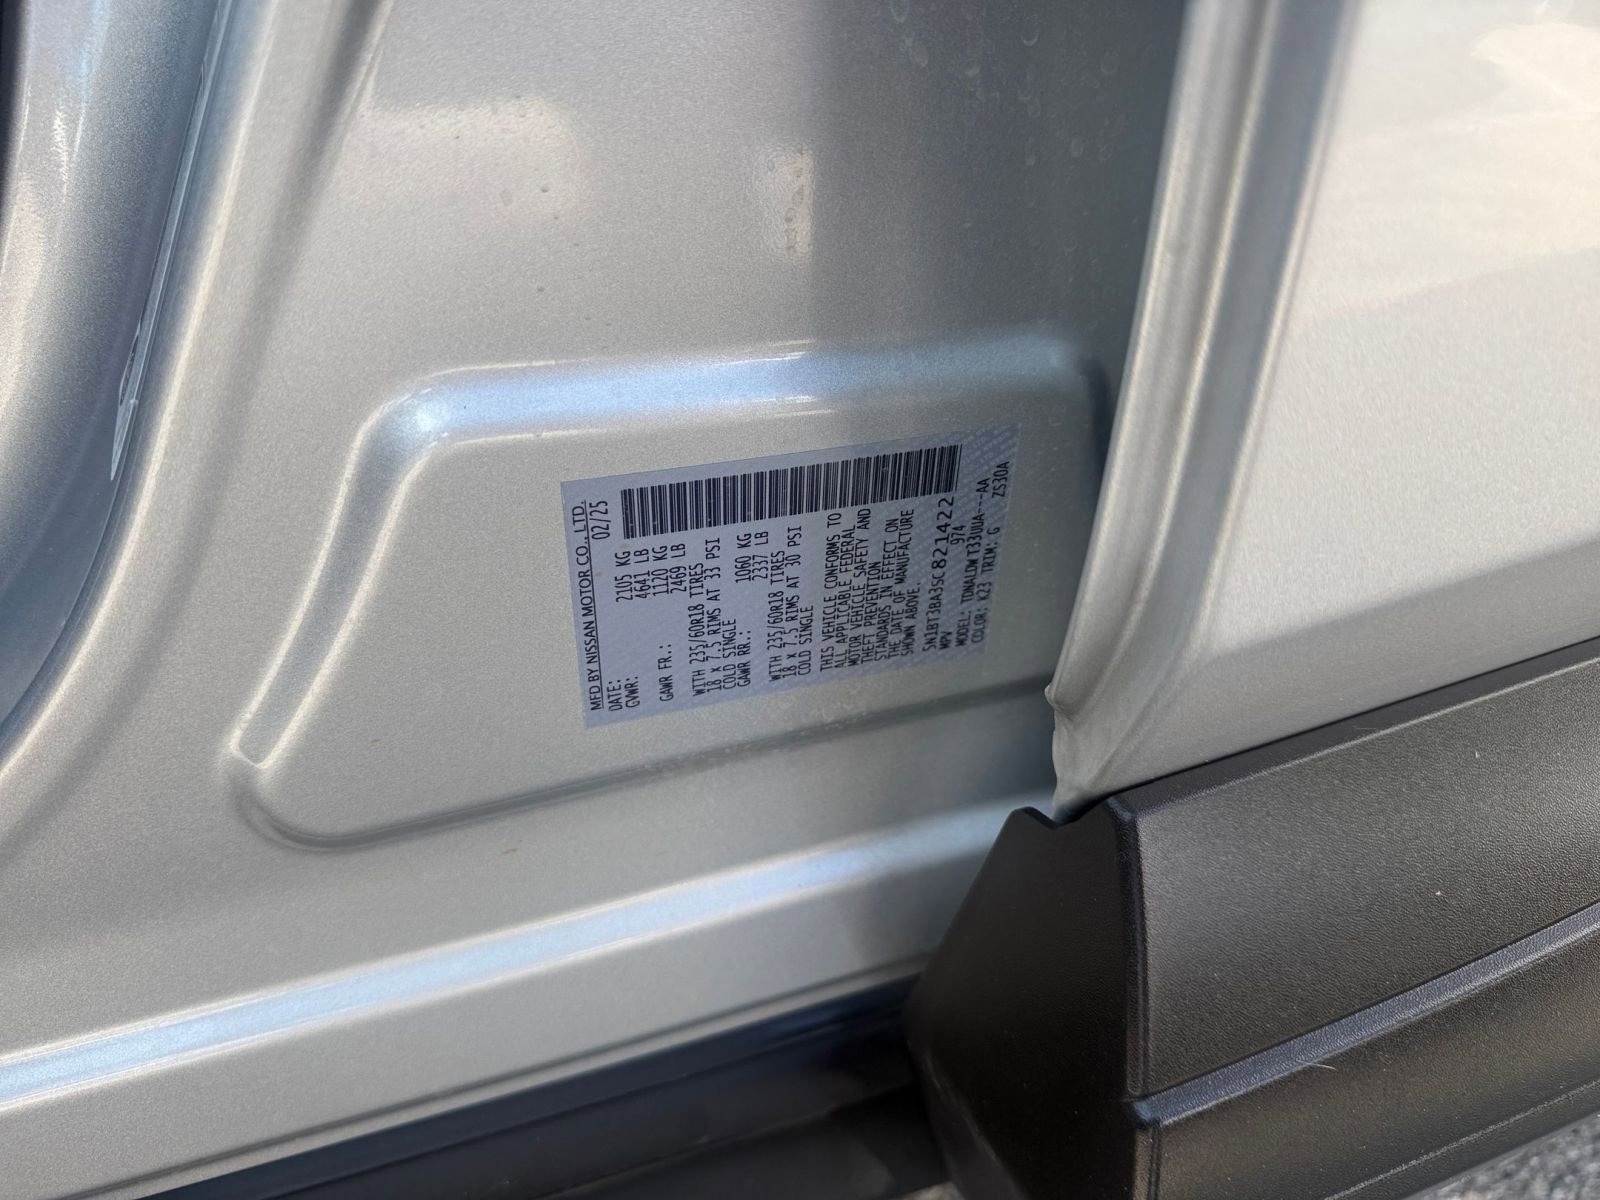 MFD BY NISSAN MOTOR CO., LTD.
DATE: 02/25
GVWR: 2105 KG
4641 LB
GAWR FR.: 1120 KG
2469 LB
WITH 235/60R18 TIRES
18 X 7.5 RIMS AT 33 PSI
COLD SINGLE
GAWR RR.: 1060 KG
2337 LB
WITH 235/60R18 TIRES
18 X 7.5 RIMS AT 30 PSI
COLD SINGLE
THIS VEHICLE CONFORMS TO
ALL APPLICABLE FEDERAL
MOTOR VEHICLE SAFETY AND
THEFT PREVENTION
STANDARDS IN EFFECT ON
THE DATE OF MANUFACTURE
SHOWN ABOVE.
5N1BT3BA3SC821422
MPV 974
MODEL: TDNALDWT33UUA---AA
COLOR: K23 TRIM: G ZS30A